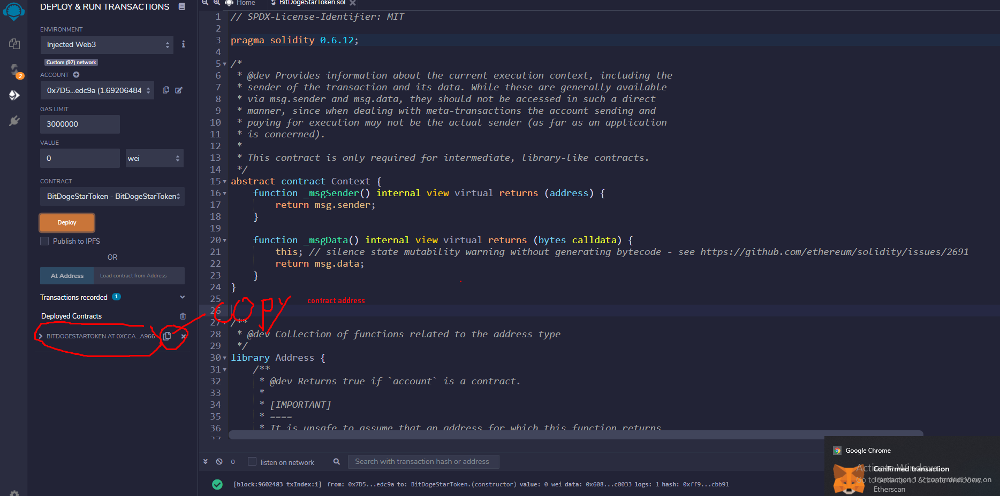 DEPLOY & RUN TRANSACTIONS
ENVIRONMENT
Injected Web3
Custom (97) network
ACCOUNT
0x7D5...edc9a (1.69206484
GAS LIMIT
3000000
VALUE
0
wei
CONTRACT
BitDogeStarToken - BitDogeStarToken
Deploy
Publish to IPFS
OR
At Address
Load contract from Address
Transactions recorded 1
Deployed Contracts
BITDOGESTARTOKEN AT 0XCCA...A966
2
Home
BitDogeStarToken.sol
1 // SPDX-License-Identifier: MIT
2
3 pragma solidity 0.6.12;
4
5 /*
6 * @dev Provides information about the current execution context, including the
7 * sender of the transaction and its data. While these are generally available
8 * via msg.sender and msg.data, they should not be accessed in such a direct
9 * manner, since when dealing with meta-transactions the account sending and
10 * paying for execution may not be the actual sender (as far as an application
11 * is concerned).
12 *
13 * This contract is only required for intermediate, library-like contracts.
14 */
15 abstract contract Context {
16 function _msgSender() internal view virtual returns (address) {
17 return msg.sender;
18 }
19
20 function _msgData() internal view virtual returns (bytes calldata) {
21 this; // silence state mutability warning without generating bytecode - see https://github.com/ethereum/solidity/issues/2691
22 return msg.data;
23 }
24 }
25
26
27 /**
28 * @dev Collection of functions related to the address type
29 */
30 library Address {
31 /**
32 * @dev Returns true if `account` is a contract.
33 *
34 * [IMPORTANT]
35 * ====
36 * It is unsafe to assume that an address for which this function returns
37
COPY
contract address
0
listen on network
Search with transaction hash or address
[block:9602483 txIndex:1] from: 0x7D5...edc9a to: BitDogeStarToken.(constructor) value: 0 wei data: 0x608...c0033 logs: 1 hash: 0xff9...cbb91
Google Chrome
Activate Windows
Confirmed transaction
Go to Settings to activate Windows.
Transaction 172 confirmed! View on
Etherscan